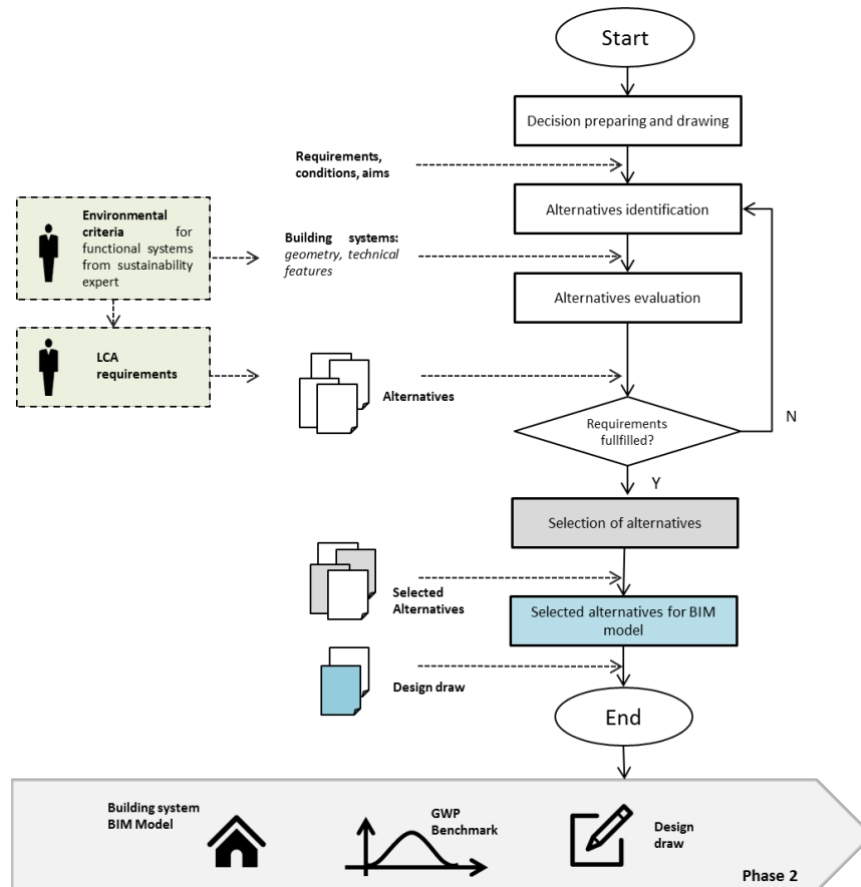 Start
Decision preparing and drawing
Requirements,
conditions, aims
Alternatives identification
Environmental
criteria for
functional systems
from sustainability
expert
Building systems:
geometry, technical
features
Alternatives evaluation
LCA
requirements
Alternatives
Requirements
fullfilled?
N
Y
Selection of alternatives
Selected
Alternatives
Selected alternatives for BIM
model
Design draw
End
Building system
BIM Model
GWP
Benchmark
Design
draw
Phase 2